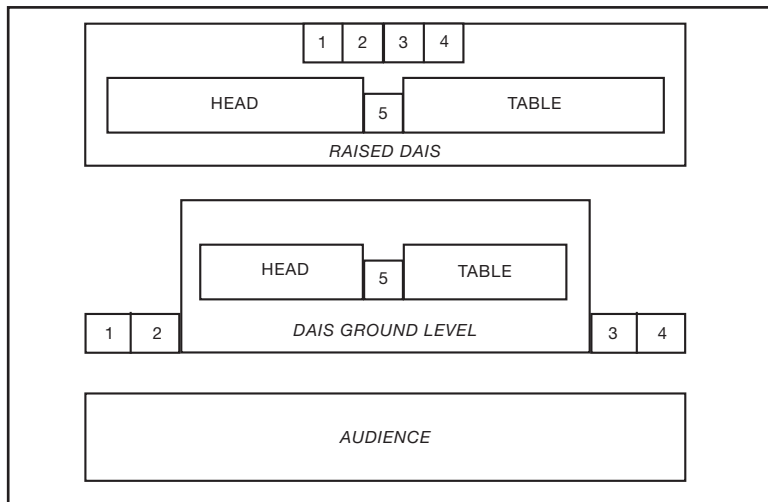 1 2 3 4
HEAD 5 TABLE
RAISED DAIS
HEAD 5 TABLE
1 2 DAIS GROUND LEVEL 3 4
AUDIENCE